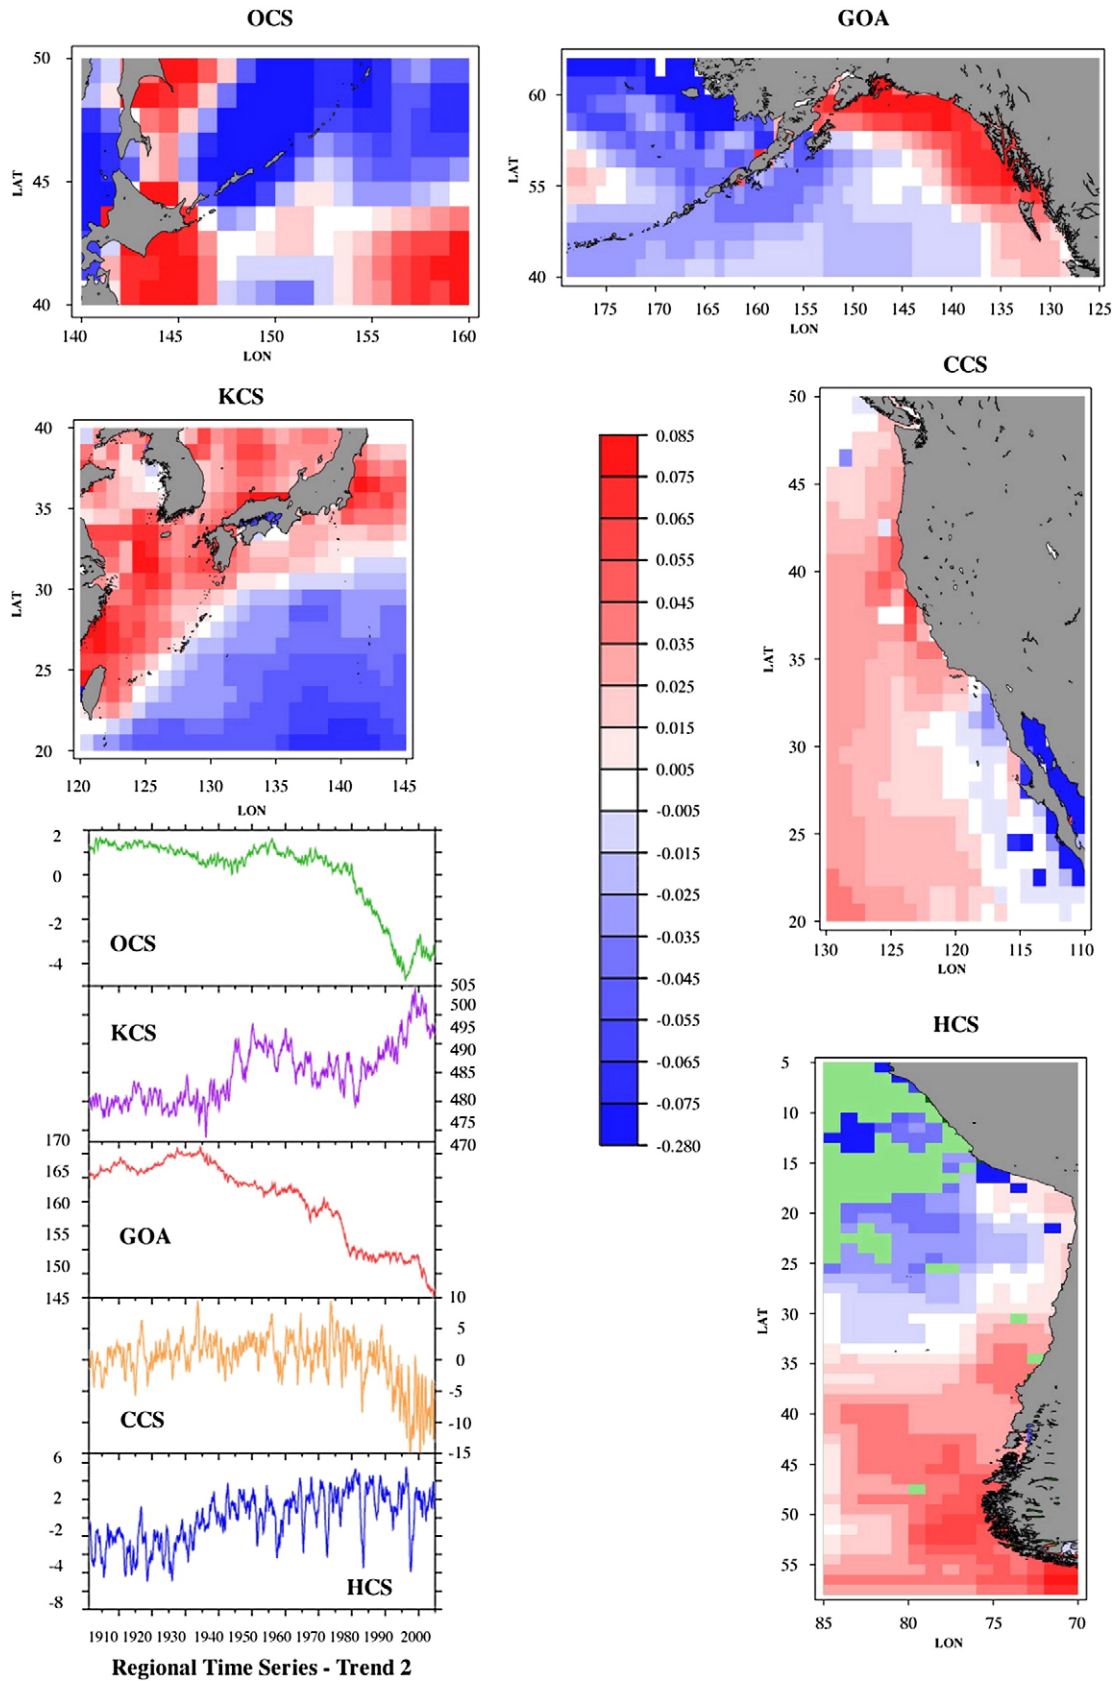 OCS
50
45
40
LAT
140 145 150 155 160
LON
GOA
60
55
40
LAT
175 170 165 160 155 150 145 140 135 130 125
LON
KCS
40
35
30
25
20
LAT
120 125 130 135 140 145
LON
0.085
0.075
0.065
0.055
0.045
0.035
0.025
0.015
0.005
-0.005
-0.015
-0.025
-0.035
-0.045
-0.055
-0.065
-0.075
-0.280
CCS
50
45
40
35
30
25
20
LAT
130 125 120 115 110
LON
HCS
5
10
15
20
25
30
35
40
45
50
55
LAT
85 80 75 70
LON
2
0
-2
-4
OCS
505
500
495
490
485
480
475
470
KCS
170
165
160
155
150
145
GOA
10
5
0
-5
-10
-15
CCS
6
2
-2
-4
-8
HCS
1910 1920 1930 1940 1950 1960 1970 1980 1990 2000
Regional Time Series - Trend 2